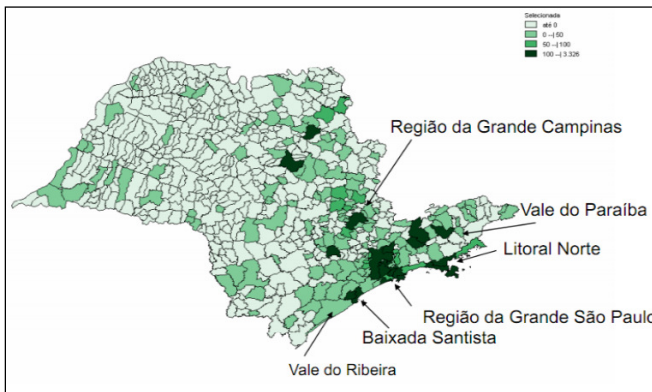 Selecionada
até 0
0 --| 50
50 --| 100
100 --| 3.326
Região da Grande Campinas
Vale do Paraíba
Litoral Norte
Região da Grande São Paulo
Baixada Santista
Vale do Ribeira